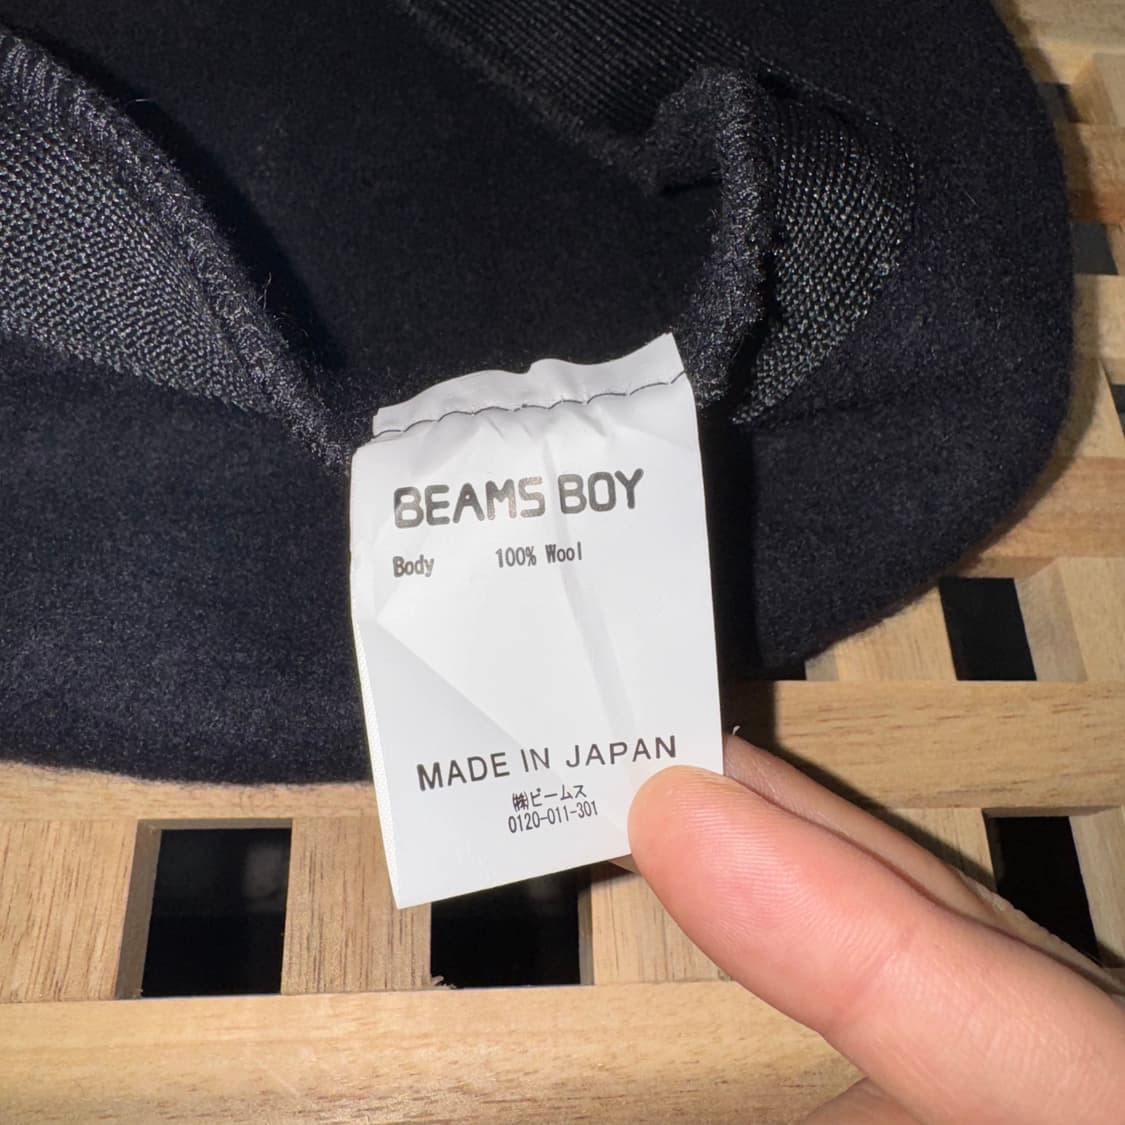 BEAMS BOY
Body 100% Wool
MADE IN JAPAN
㈱ビームス
0120-011-301